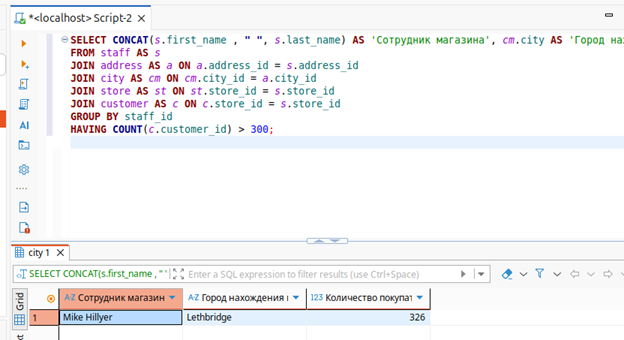 *<localhost> Script-2
SELECT CONCAT(s.first_name , " ", s.last_name) AS 'Сотрудник магазина', cm.city AS 'Город
FROM staff AS s
JOIN address AS a ON a.address_id = s.address_id
JOIN city AS cm ON cm.city_id = a.city_id
JOIN store AS st ON st.store_id = s.store_id
JOIN customer AS c ON c.store_id = s.store_id
GROUP BY staff_id
HAVING COUNT(c.customer_id) > 300;
AI
city 1
SELECT CONCAT(s.first_name , " ' Enter a SQL expression to filter results (use Ctrl+Space)
Grid
A-Z Сотрудник магазин A-Z Город нахождения 123 Количество покупат
1 Mike Hillyer Lethbridge 326